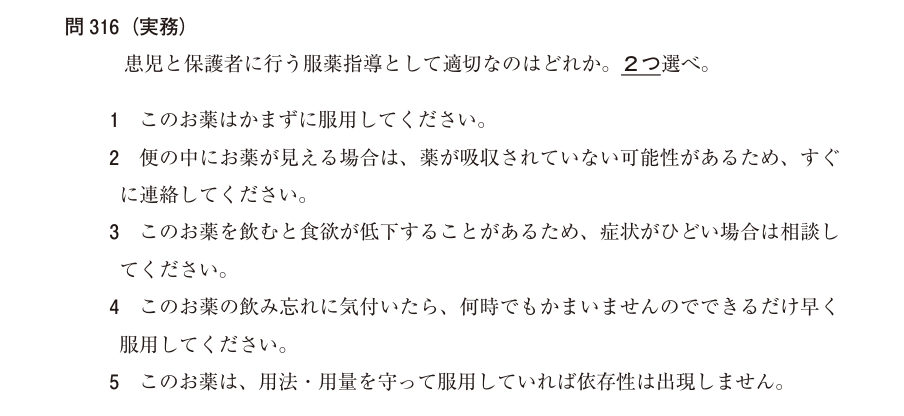 問 316（実務）
患児と保護者に行う服薬指導として適切なのはどれか。２つ選べ。
1　このお薬はかまずに服用してください。
2　便の中にお薬が見える場合は、薬が吸収されていない可能性があるため、すぐ
に連絡してください。
3　このお薬を飲むと食欲が低下することがあるため、症状がひどい場合は相談し
てください。
4　このお薬の飲み忘れに気付いたら、何時でもかまいませんのでできるだけ早く
服用してください。
5　このお薬は、用法・用量を守って服用していれば依存性は出現しません。